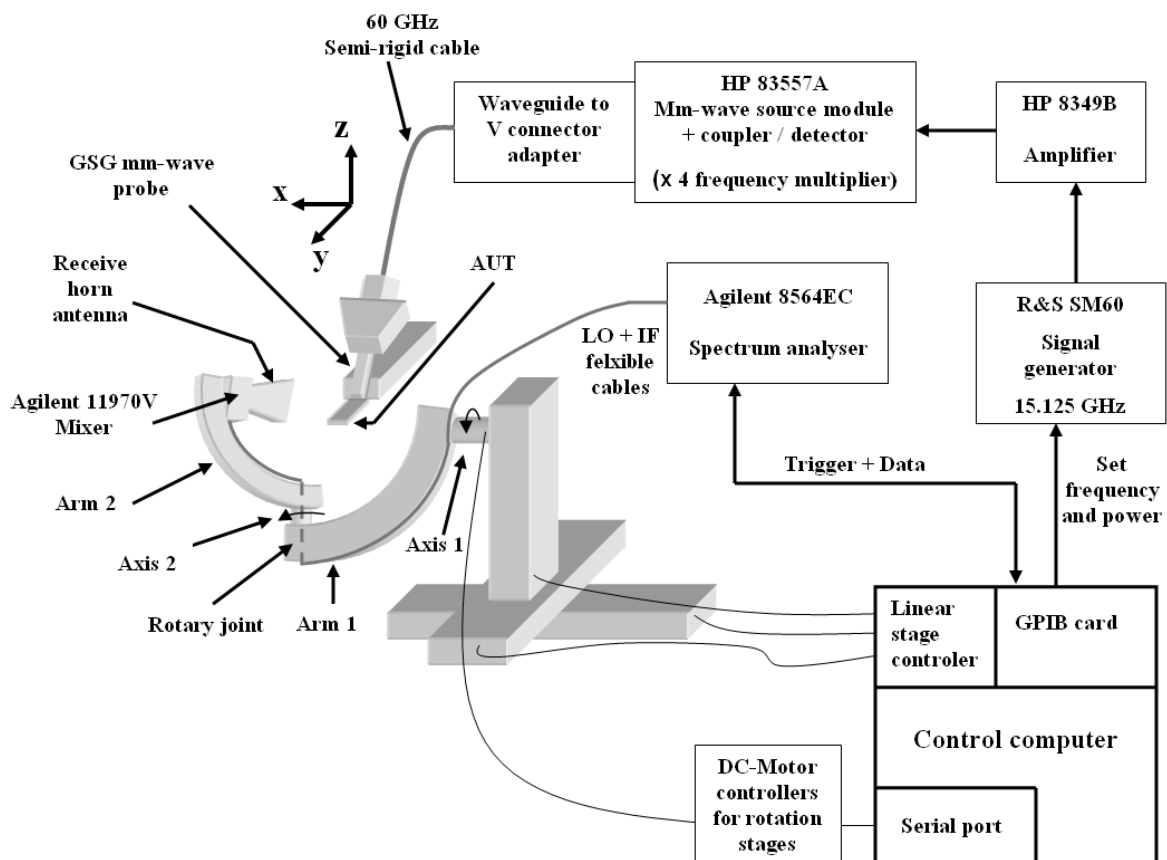 60 GHz
Semi-rigid cable
Waveguide to
V connector
adapter
HP 83557A
Mm-wave source module
+ coupler / detector
(x 4 frequency multiplier)
HP 8349B
Amplifier
GSG mm-wave
probe
z
x
y
Receive
horn
antenna
AUT
Agilent 8564EC
Spectrum analyser
LO + IF
felxible
cables
R&S SM60
Signal
generator
15.125 GHz
Agilent 11970V
Mixer
Trigger + Data
Set
frequency
and power
Arm 2
Axis 2
Axis 1
Rotary joint
Arm 1
Linear
stage
controler
GPIB card
Control computer
DC-Motor
controllers
for rotation
stages
Serial port